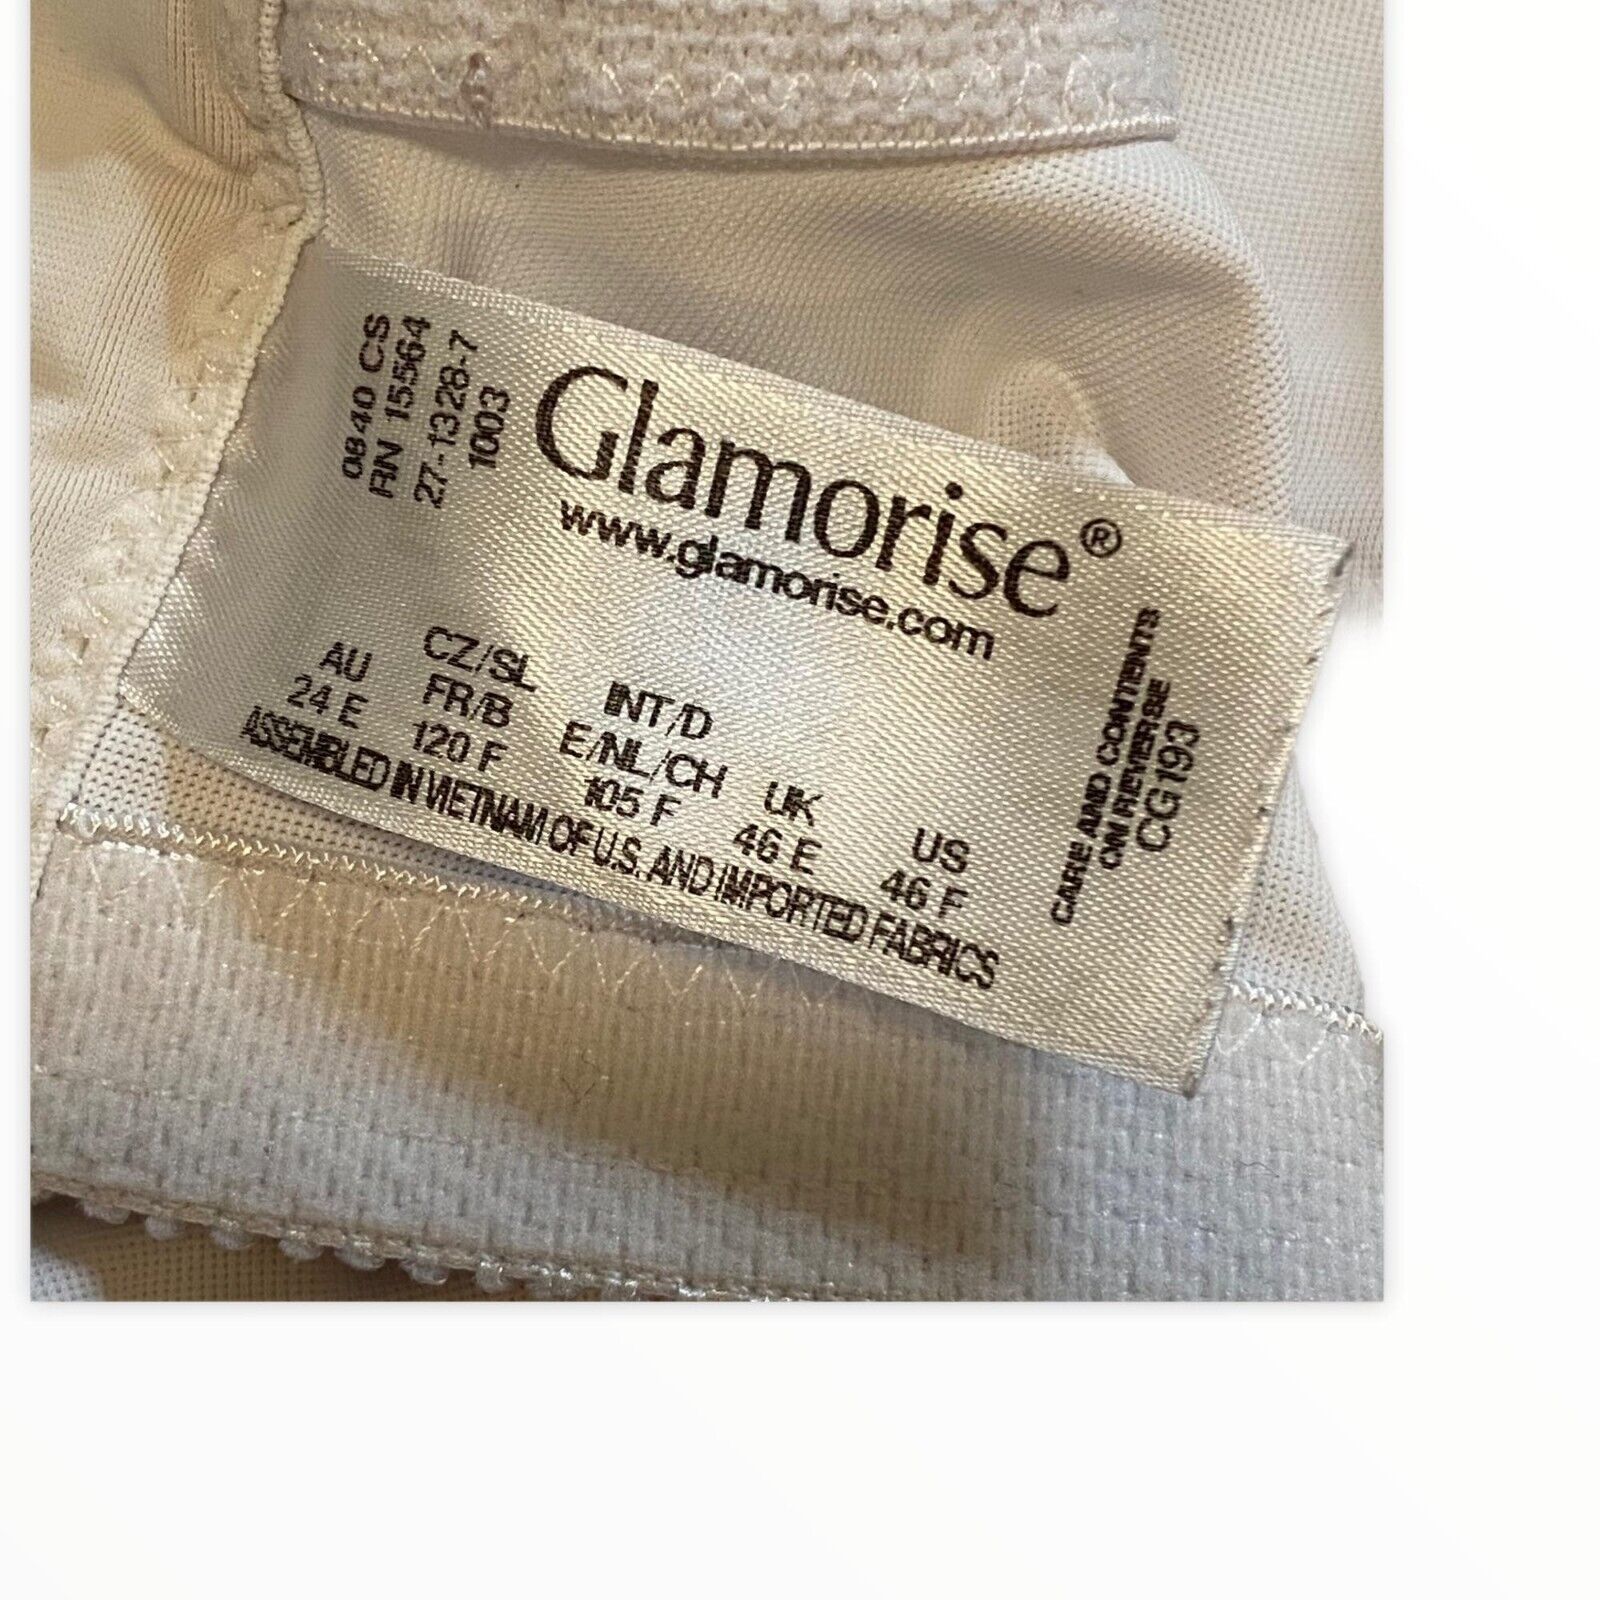 0840 CS
RN 15564
27-1328-7
1003
Glamorise®
www.glamorise.com
AU
24 E
CZ/SL
FR/B
120 F
INT/D
E/NL/CH
105 F
UK
46 E
US
46 F
ASSEMBLED IN VIETNAM OF U.S. AND IMPORTED FABRICS
CARE AND CONTENTS
ON REVERSE
CG193